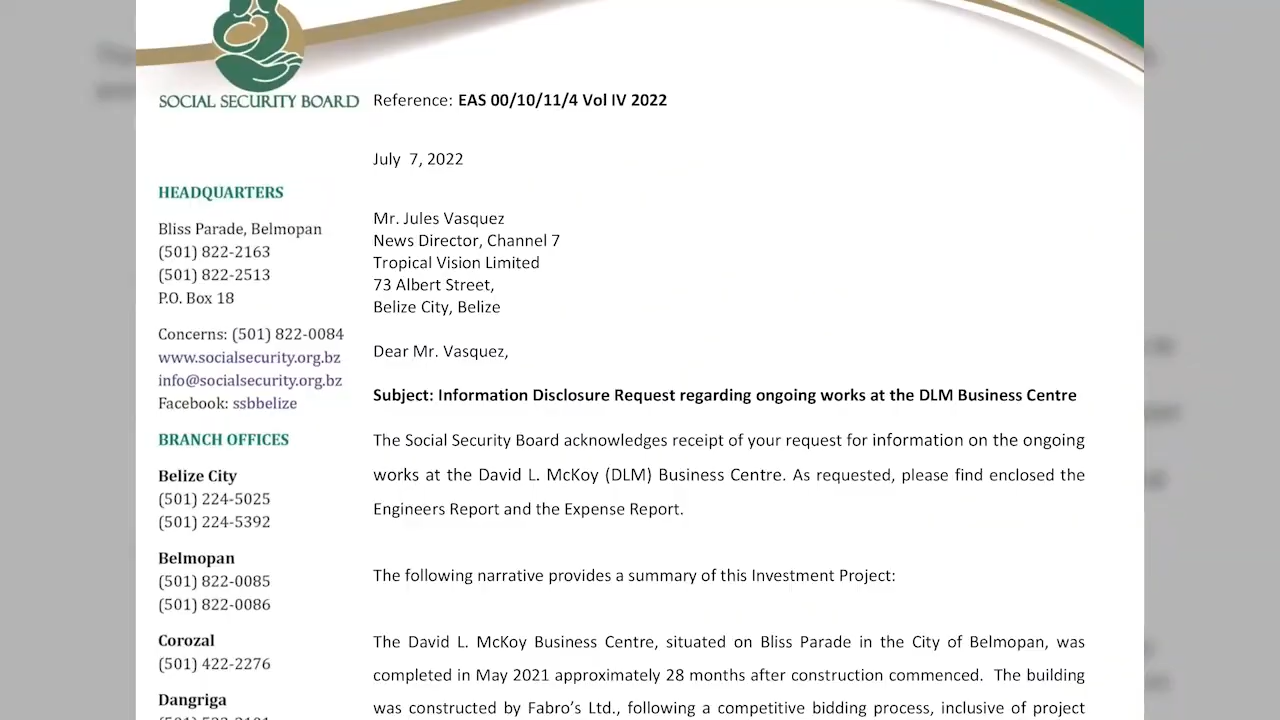 SOCIAL SECURITY BOARD
Reference: EAS 00/10/11/4 Vol IV 2022
July 7, 2022
HEADQUARTERS
Bliss Parade, Belmopan
(501) 822-2163
(501) 822-2513
P.O. Box 18
Concerns: (501) 822-0084
www.socialsecurity.org.bz
info@socialsecurity.org.bz
Facebook: ssbbelize
BRANCH OFFICES
Belize City
(501) 224-5025
(501) 224-5392
Belmopan
(501) 822-0085
(501) 822-0086
Corozal
(501) 422-2276
Dangriga
Mr. Jules Vasquez
News Director, Channel 7
Tropical Vision Limited
73 Albert Street,
Belize City, Belize
Dear Mr. Vasquez,
Subject: Information Disclosure Request regarding ongoing works at the DLM Business Centre
The Social Security Board acknowledges receipt of your request for information on the ongoing
works at the David L. McKoy (DLM) Business Centre. As requested, please find enclosed the
Engineers Report and the Expense Report.
The following narrative provides a summary of this Investment Project:
The David L. McKoy Business Centre, situated on Bliss Parade in the City of Belmopan, was
completed in May 2021 approximately 28 months after construction commenced. The building
was constructed by Fabro's Ltd., following a competitive bidding process, inclusive of project